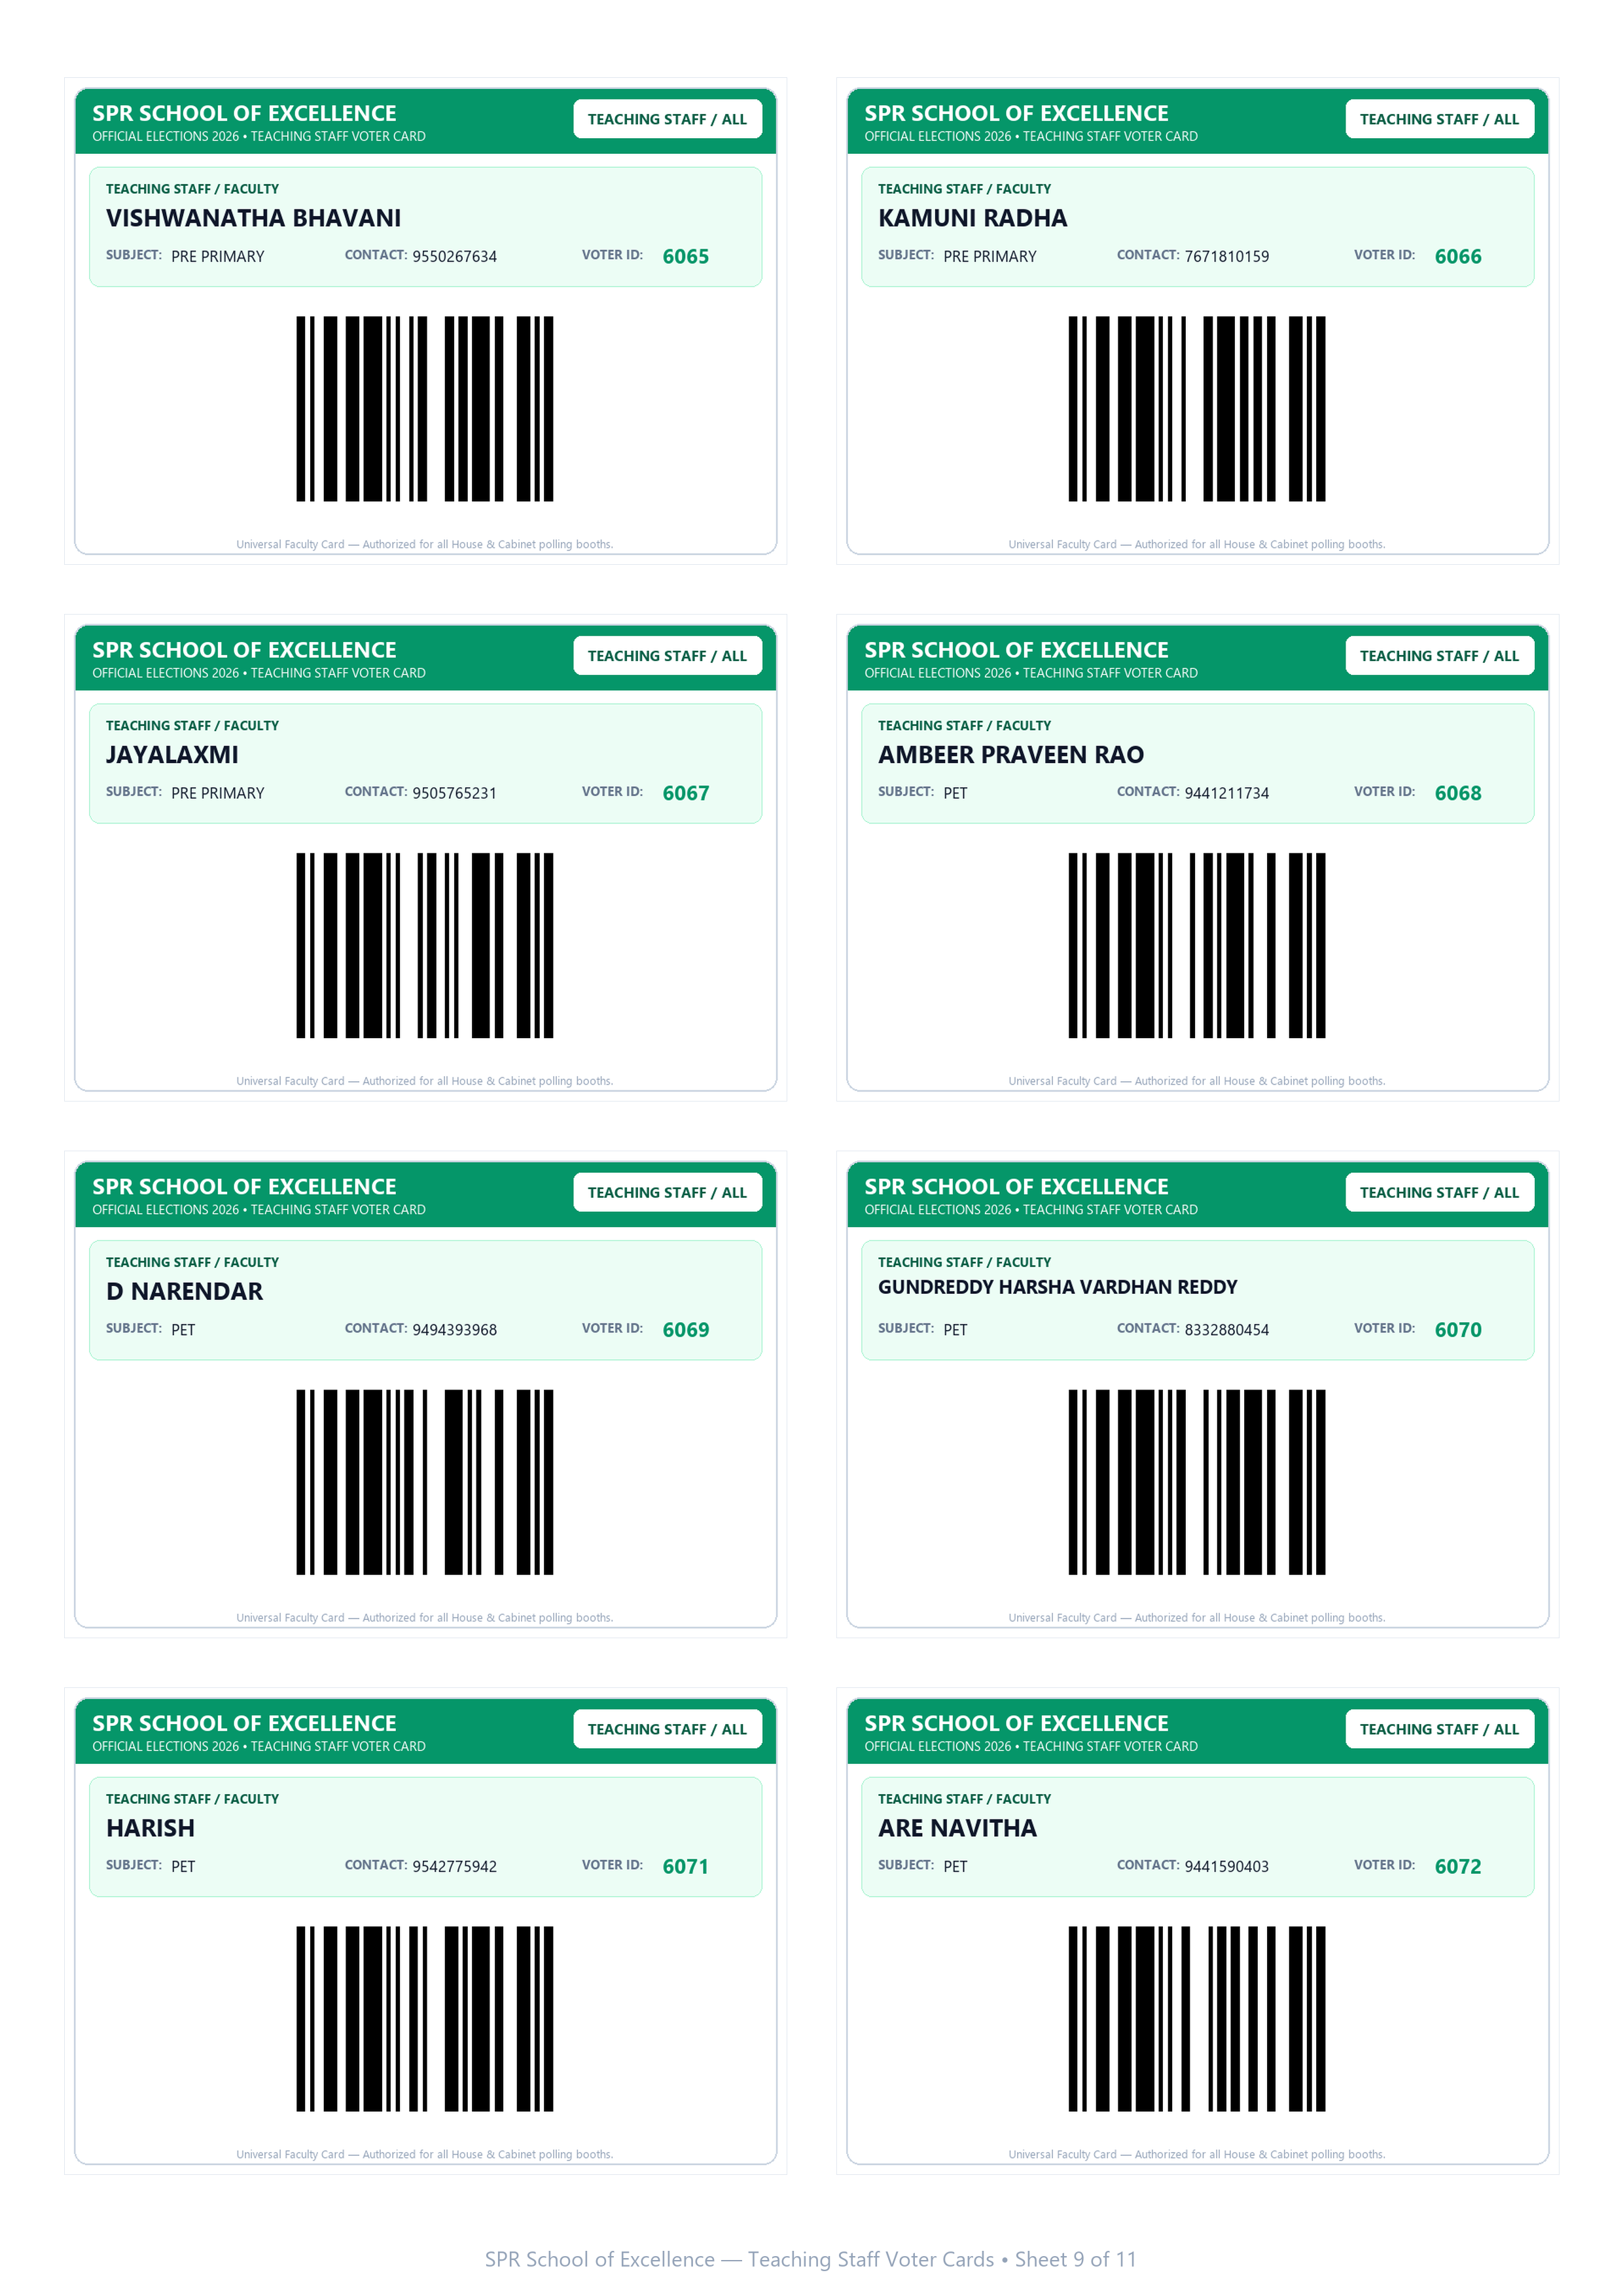 SPR SCHOOL OF EXCELLENCE
OFFICIAL ELECTIONS 2026 • TEACHING STAFF VOTER CARD
TEACHING STAFF / ALL
TEACHING STAFF / FACULTY
VISHWANATHA BHAVANI
SUBJECT: PRE PRIMARY CONTACT: 9550267634 VOTER ID: 6065
Universal Faculty Card — Authorized for all House & Cabinet polling booths.
SPR SCHOOL OF EXCELLENCE
OFFICIAL ELECTIONS 2026 • TEACHING STAFF VOTER CARD
TEACHING STAFF / ALL
TEACHING STAFF / FACULTY
KAMUNI RADHA
SUBJECT: PRE PRIMARY CONTACT: 7671810159 VOTER ID: 6066
Universal Faculty Card — Authorized for all House & Cabinet polling booths.
SPR SCHOOL OF EXCELLENCE
OFFICIAL ELECTIONS 2026 • TEACHING STAFF VOTER CARD
TEACHING STAFF / ALL
TEACHING STAFF / FACULTY
JAYALAXMI
SUBJECT: PRE PRIMARY CONTACT: 9505765231 VOTER ID: 6067
Universal Faculty Card — Authorized for all House & Cabinet polling booths.
SPR SCHOOL OF EXCELLENCE
OFFICIAL ELECTIONS 2026 • TEACHING STAFF VOTER CARD
TEACHING STAFF / ALL
TEACHING STAFF / FACULTY
AMBEER PRAVEEN RAO
SUBJECT: PET CONTACT: 9441211734 VOTER ID: 6068
Universal Faculty Card — Authorized for all House & Cabinet polling booths.
SPR SCHOOL OF EXCELLENCE
OFFICIAL ELECTIONS 2026 • TEACHING STAFF VOTER CARD
TEACHING STAFF / ALL
TEACHING STAFF / FACULTY
D NARENDAR
SUBJECT: PET CONTACT: 9494393968 VOTER ID: 6069
Universal Faculty Card — Authorized for all House & Cabinet polling booths.
SPR SCHOOL OF EXCELLENCE
OFFICIAL ELECTIONS 2026 • TEACHING STAFF VOTER CARD
TEACHING STAFF / ALL
TEACHING STAFF / FACULTY
GUNDREDDY HARSHA VARDHAN REDDY
SUBJECT: PET CONTACT: 8332880454 VOTER ID: 6070
Universal Faculty Card — Authorized for all House & Cabinet polling booths.
SPR SCHOOL OF EXCELLENCE
OFFICIAL ELECTIONS 2026 • TEACHING STAFF VOTER CARD
TEACHING STAFF / ALL
TEACHING STAFF / FACULTY
HARISH
SUBJECT: PET CONTACT: 9542775942 VOTER ID: 6071
Universal Faculty Card — Authorized for all House & Cabinet polling booths.
SPR SCHOOL OF EXCELLENCE
OFFICIAL ELECTIONS 2026 • TEACHING STAFF VOTER CARD
TEACHING STAFF / ALL
TEACHING STAFF / FACULTY
ARE NAVITHA
SUBJECT: PET CONTACT: 9441590403 VOTER ID: 6072
Universal Faculty Card — Authorized for all House & Cabinet polling booths.
SPR School of Excellence — Teaching Staff Voter Cards • Sheet 9 of 11